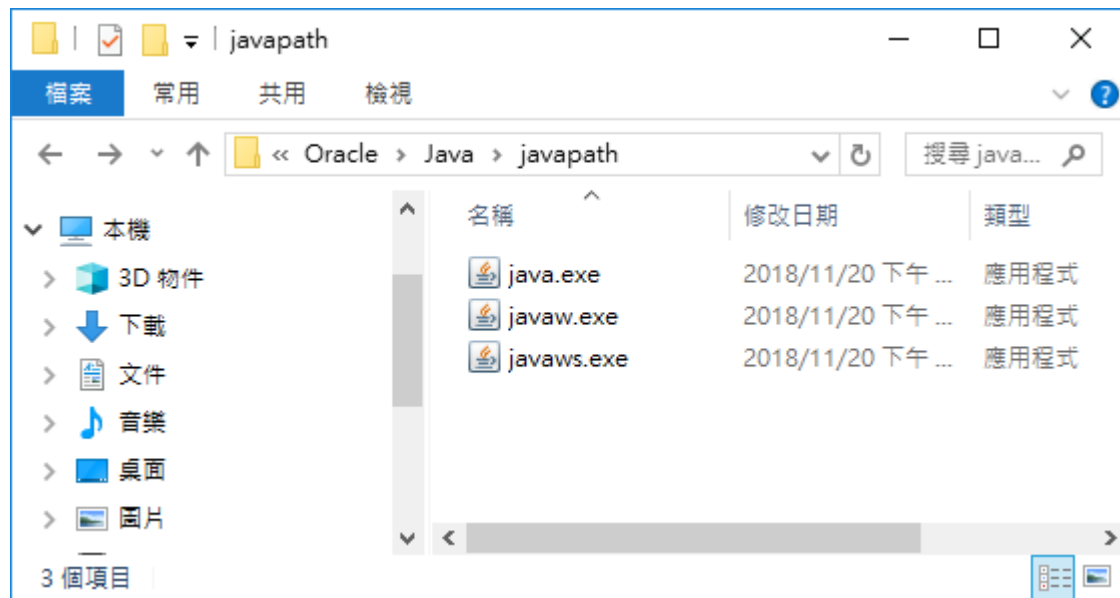 javapath
檔案 常用 共用 檢視
« Oracle › Java › javapath 搜尋 java...
名稱 修改日期 類型
本機
3D 物件
下載
文件
音樂
桌面
圖片
java.exe 2018/11/20 下午 ... 應用程式
javaw.exe 2018/11/20 下午 ... 應用程式
javaws.exe 2018/11/20 下午 ... 應用程式
3 個項目